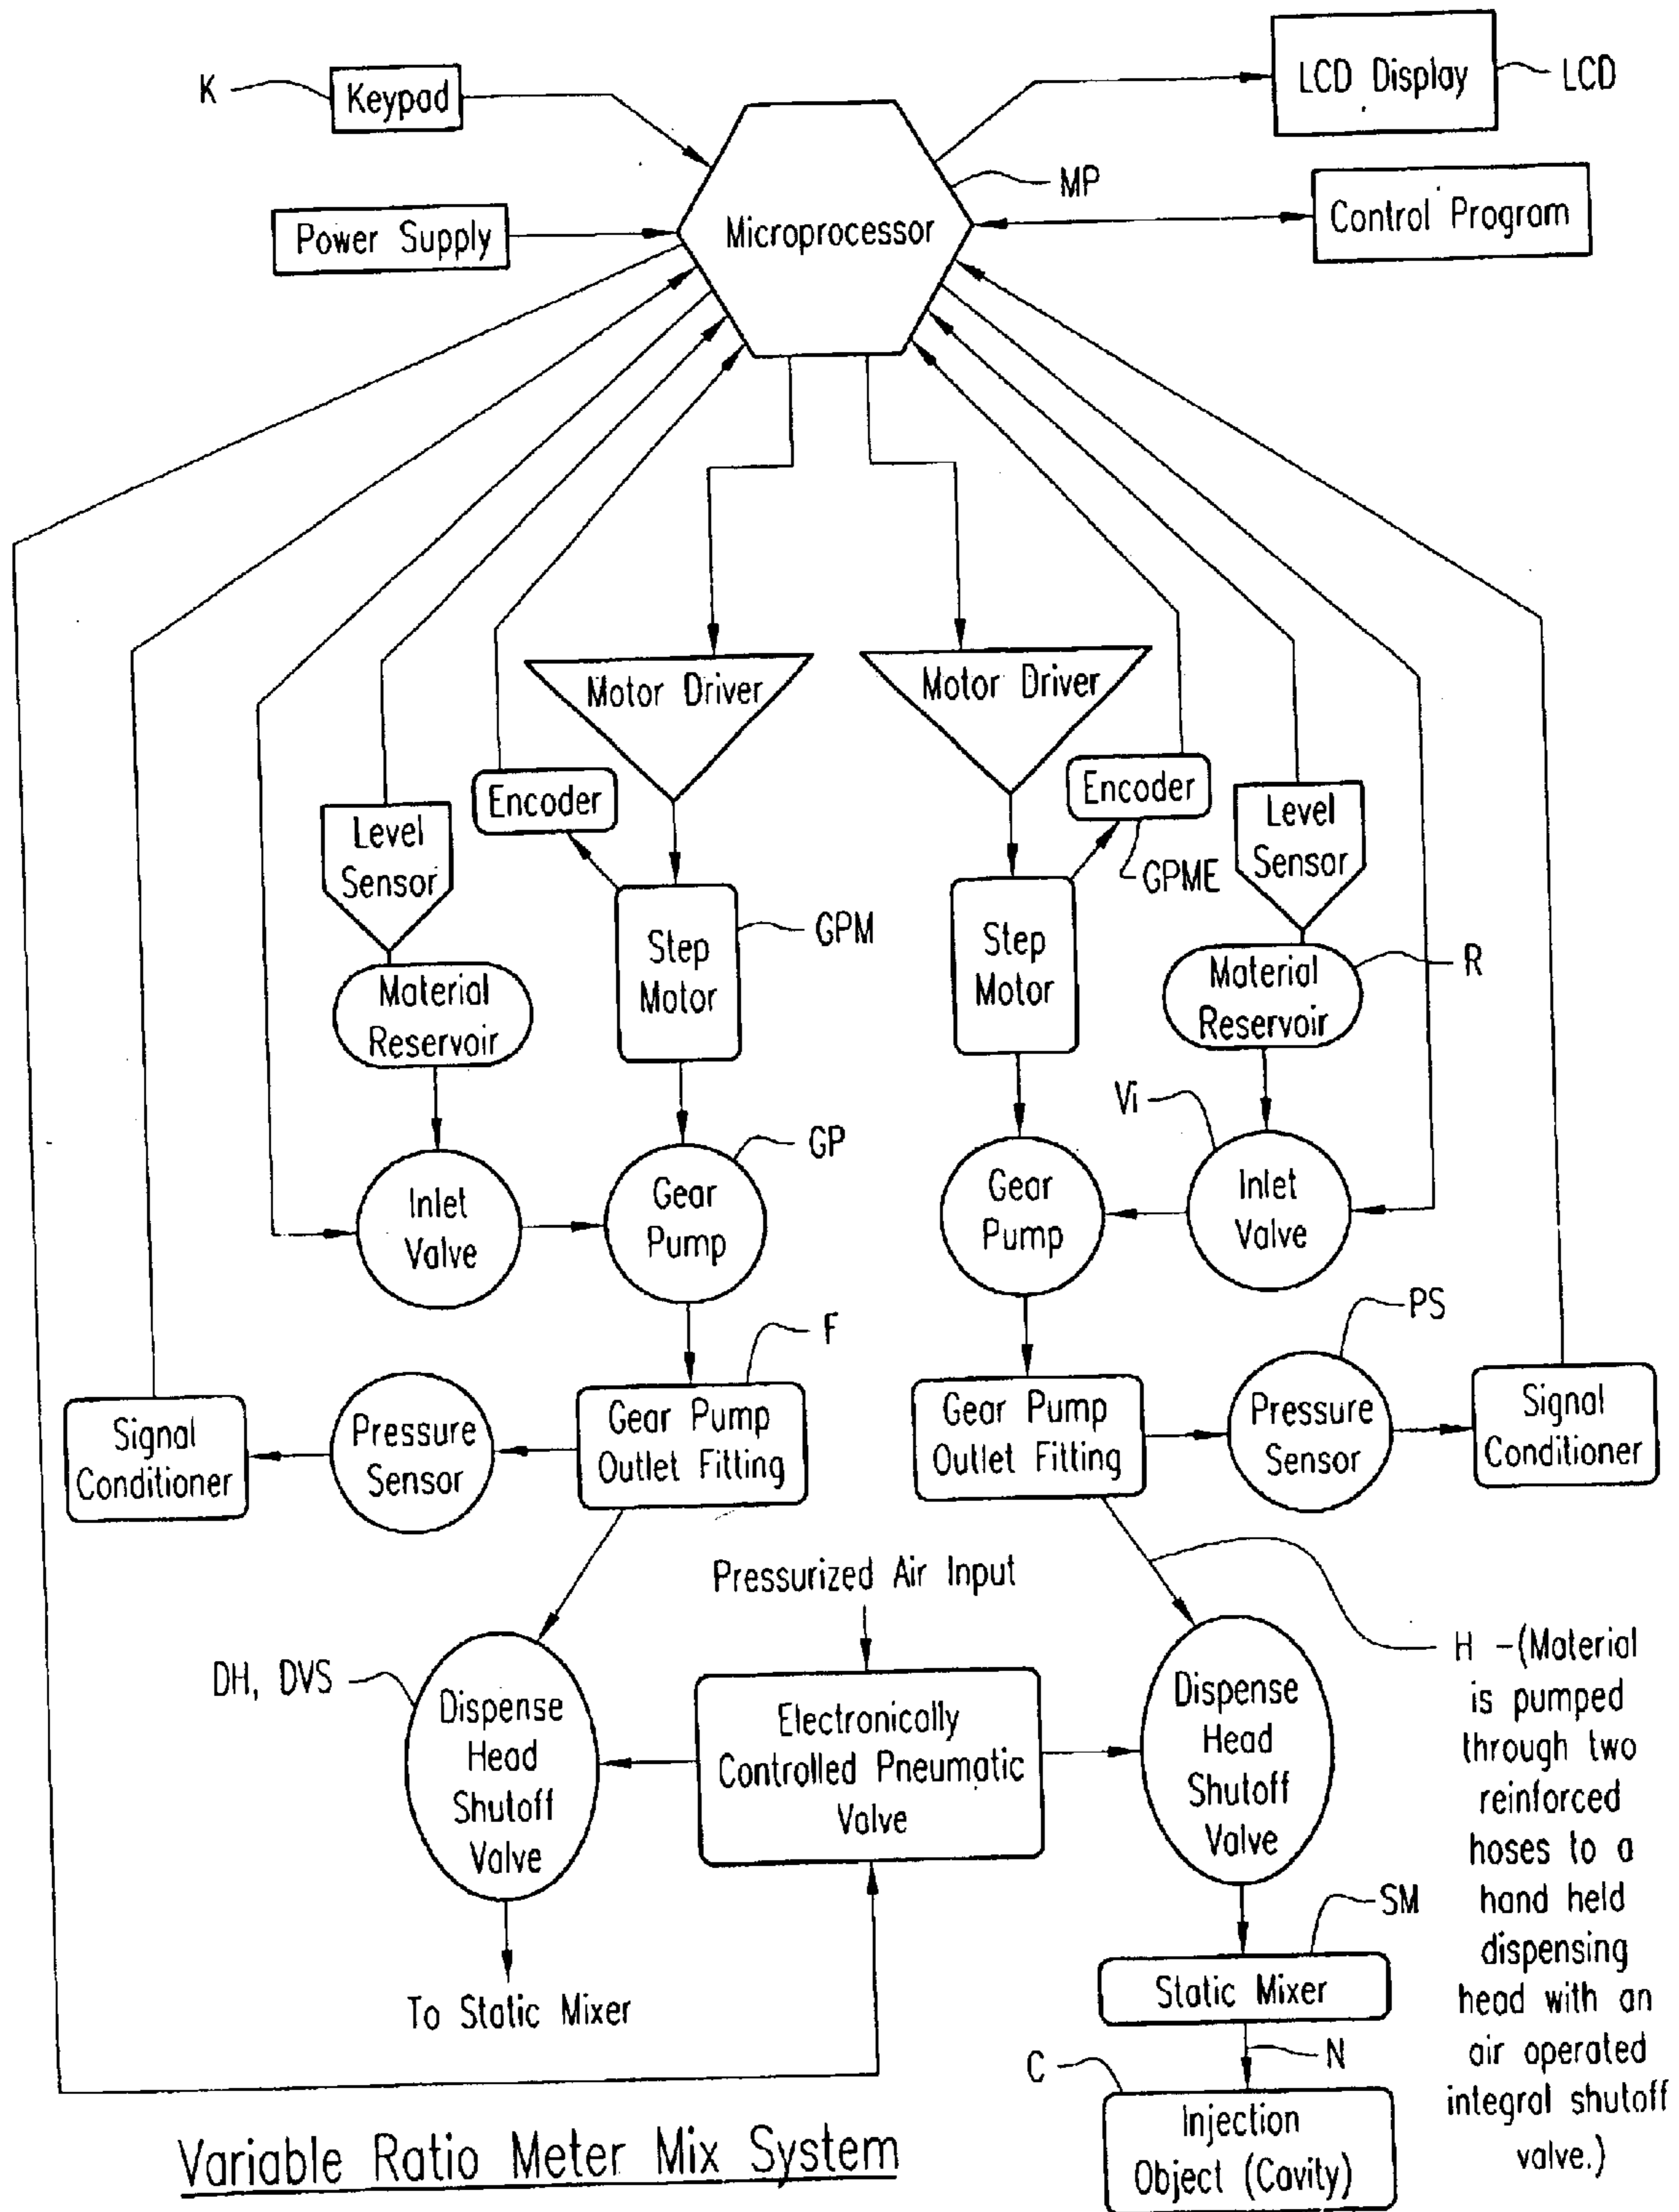 K
Keypad
LCD Display
LCD
MP
Power Supply
Microprocessor
Control Program
Motor Driver
Motor Driver
Encoder
Encoder
Level
Sensor
Level
Sensor
GPME
GPM
Step
Motor
Step
Motor
Material
Reservoir
Material
Reservoir
R
Vi
GP
Inlet
Valve
Gear
Pump
Gear
Pump
Inlet
Valve
F
PS
Signal
Conditioner
Pressure
Sensor
Gear Pump
Outlet Fitting
Gear Pump
Outlet Fitting
Pressure
Sensor
Signal
Conditioner
Pressurized Air Input
DH, DVS
Dispense
Head
Shutoff
Valve
Electronically
Controlled Pneumatic
Valve
Dispense
Head
Shutoff
Valve
H -(Material
is pumped
through two
reinforced
hoses to a
hand held
dispensing
head with an
air operated
integral shutoff
valve.)
SM
To Static Mixer
Static Mixer
N
C
Injection
Object (Cavity)
Variable Ratio Meter Mix System